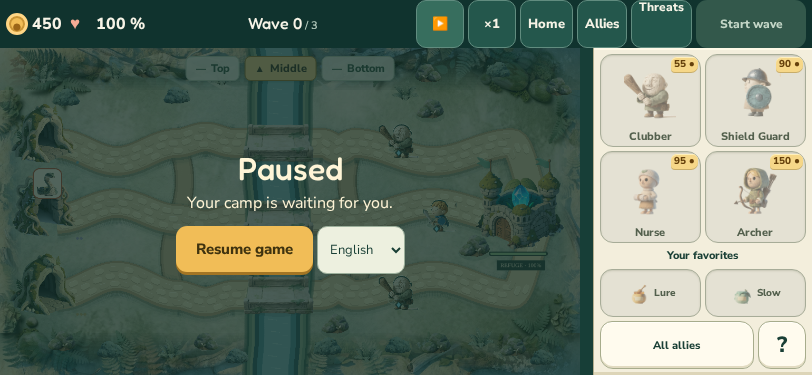 450 ♥ 100 %
Wave 0 / 3
×1
Home
Allies
Threats
Start wave
— Top
▲ Middle
— Bottom
Paused
Your camp is waiting for you.
Resume game
English
REFUGE · 100 %
55
Clubber
90
Shield Guard
95
Nurse
150
Archer
Your favorites
Lure
Slow
All allies
?